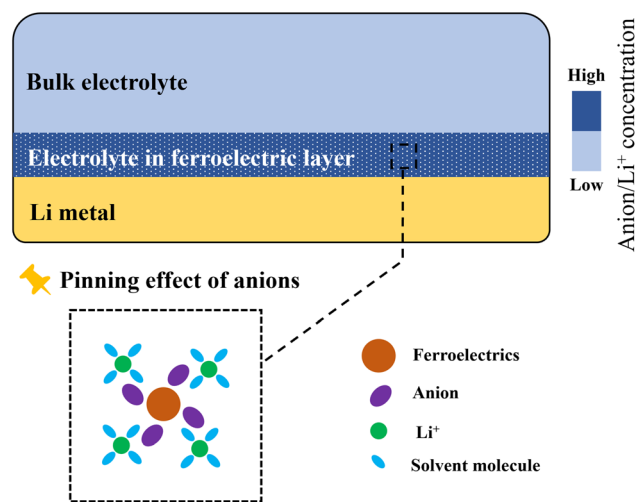 Bulk electrolyte
Electrolyte in ferroelectric layer
Li metal
High
Low
Anion/Li⁺ concentration
Pinning effect of anions
Ferroelectrics
Anion
Li⁺
Solvent molecule